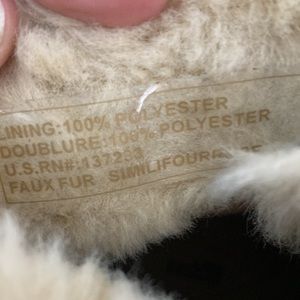 LINING:100% POLYESTER
DOUBLURE:100% POLYESTER
U.S.RN#:
FAUX FUR